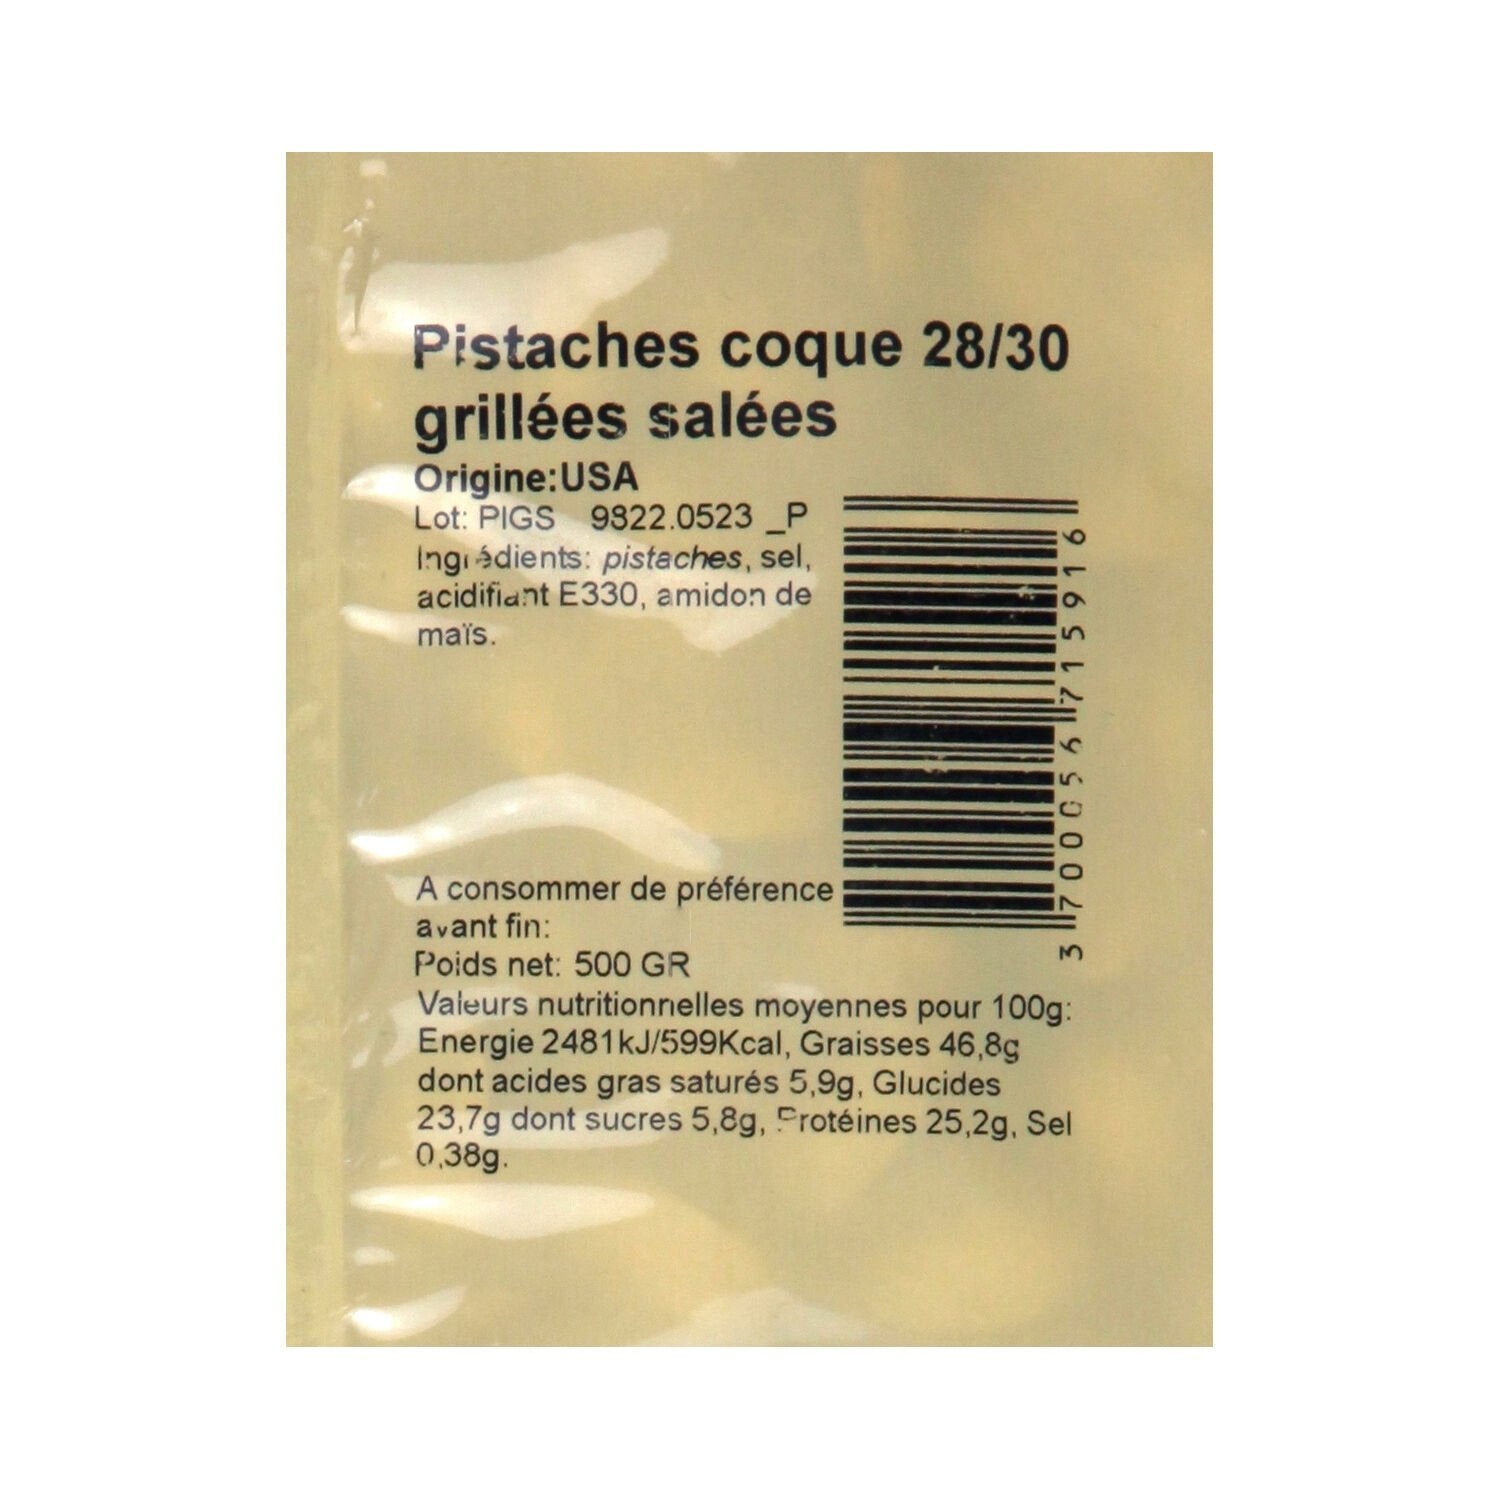 Pistaches coque 28/30
grillées salées
Origine:USA
Lot: PIGS 9822.0523 _P
Ingrédients: pistaches, sel,
acidifiant E330, amidon de
maïs.
3 700056 715916
A consommer de préférence
avant fin:
Poids net: 500 GR
Valeurs nutritionnelles moyennes pour 100g:
Energie 2481kJ/599Kcal, Graisses 46,8g
dont acides gras saturés 5,9g, Glucides
23,7g dont sucres 5,8g, Protéines 25,2g, Sel
0,38g.